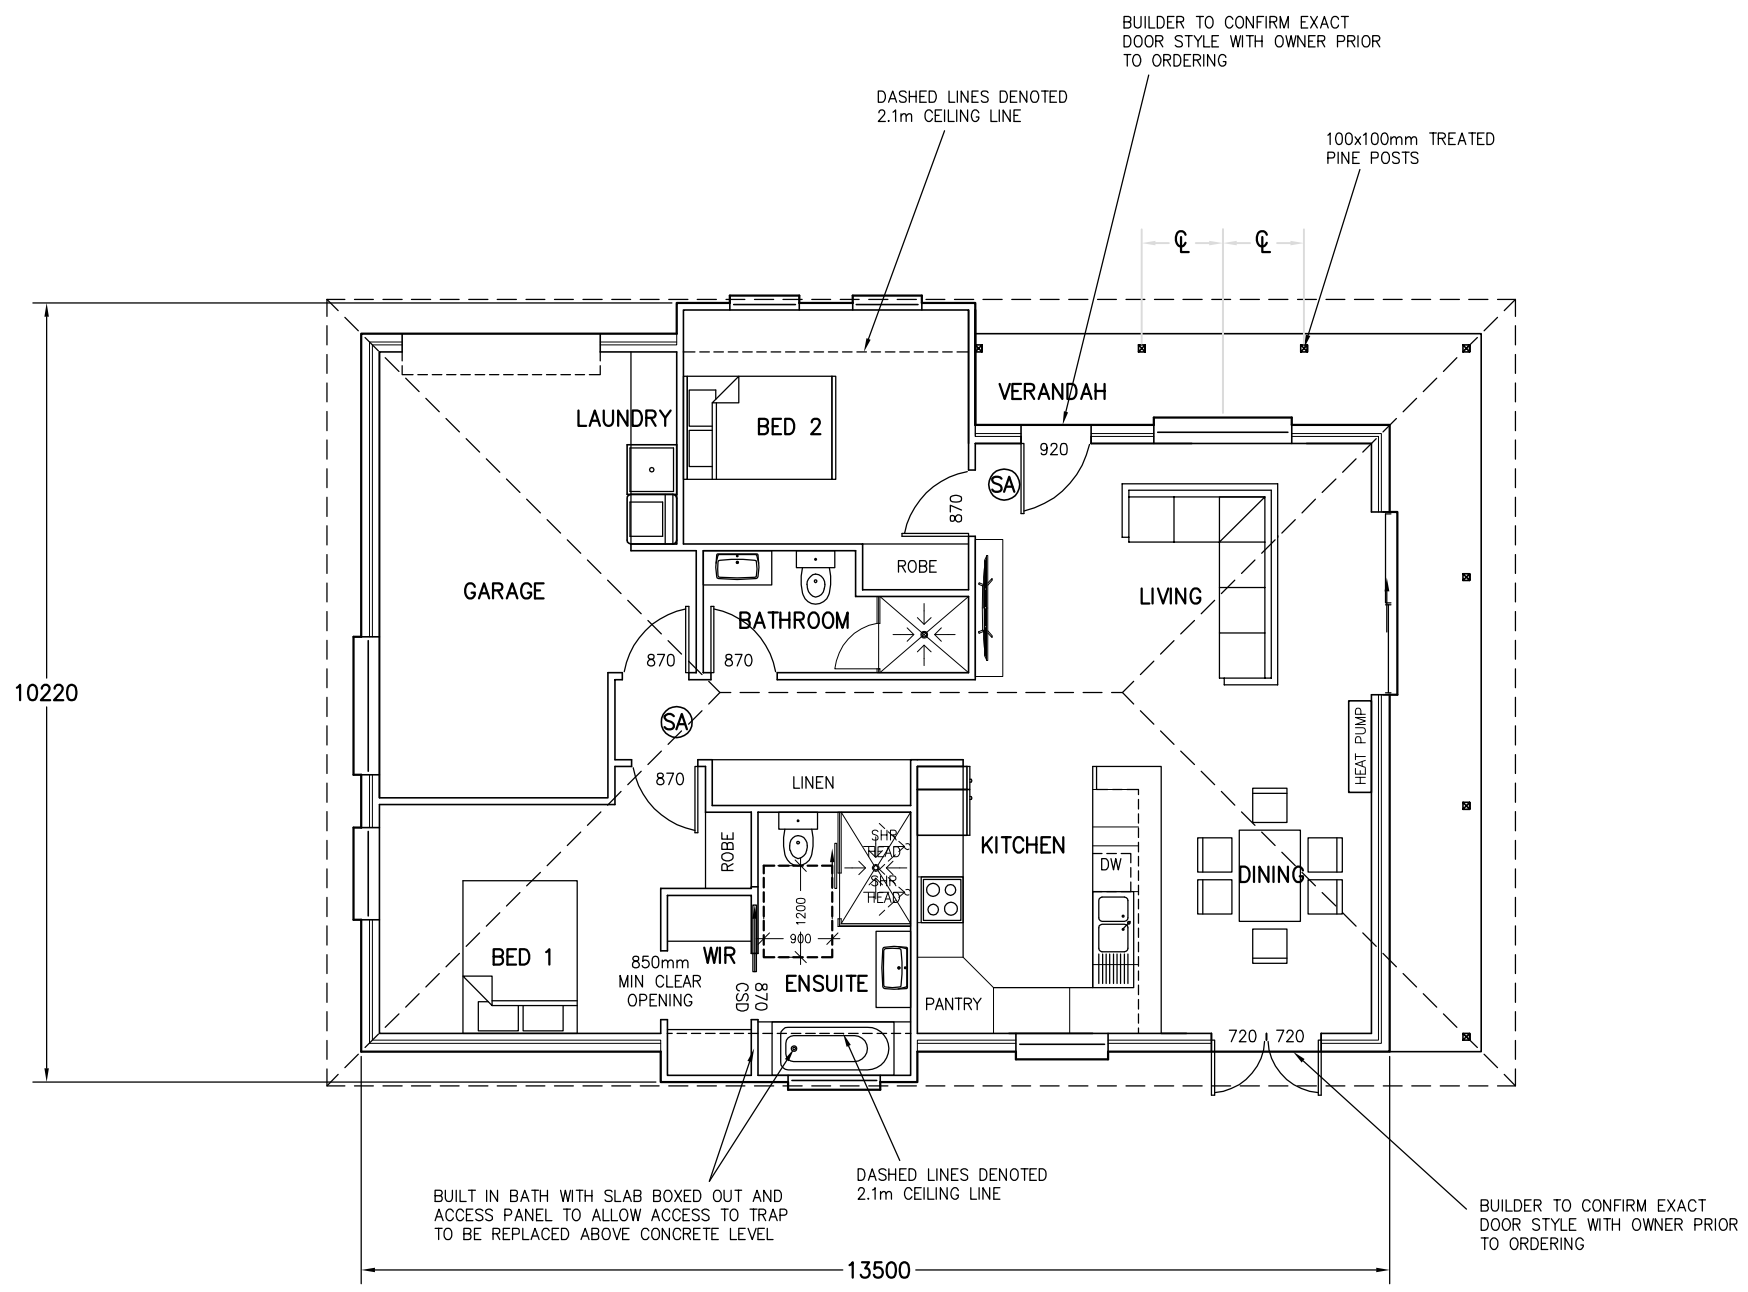 BUILDER TO CONFIRM EXACT
DOOR STYLE WITH OWNER PRIOR
TO ORDERING
DASHED LINES DENOTED
2.1m CEILING LINE
100x100mm TREATED
PINE POSTS
℄
℄
VERANDAH
LAUNDRY
BED 2
920
SA
870
ROBE
GARAGE
LIVING
BATHROOM
870
870
10220
SA
HEAT PUMP
870
LINEN
ROBE
SHR
HEAD
SHR
HEAD
KITCHEN
DW
DINING
1200
900
BED 1
WIR
850mm
MIN CLEAR
OPENING
870
CSD
ENSUITE
PANTRY
720
720
DASHED LINES DENOTED
2.1m CEILING LINE
BUILT IN BATH WITH SLAB BOXED OUT AND
ACCESS PANEL TO ALLOW ACCESS TO TRAP
TO BE REPLACED ABOVE CONCRETE LEVEL
BUILDER TO CONFIRM EXACT
DOOR STYLE WITH OWNER PRIOR
TO ORDERING
13500